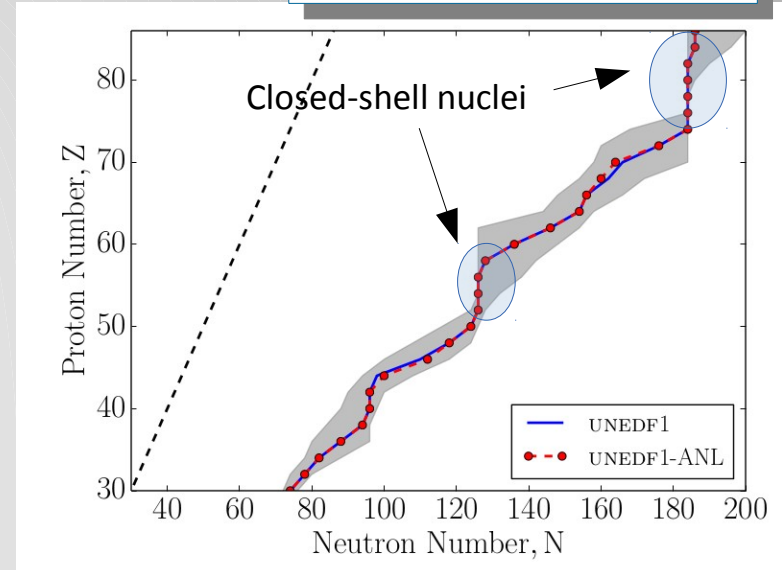 Closed-shell nuclei
Proton Number, Z
80
70
60
50
40
30
UNEDF1
UNEDF1-ANL
40 60 80 100 120 140 160 180 200
Neutron Number, N